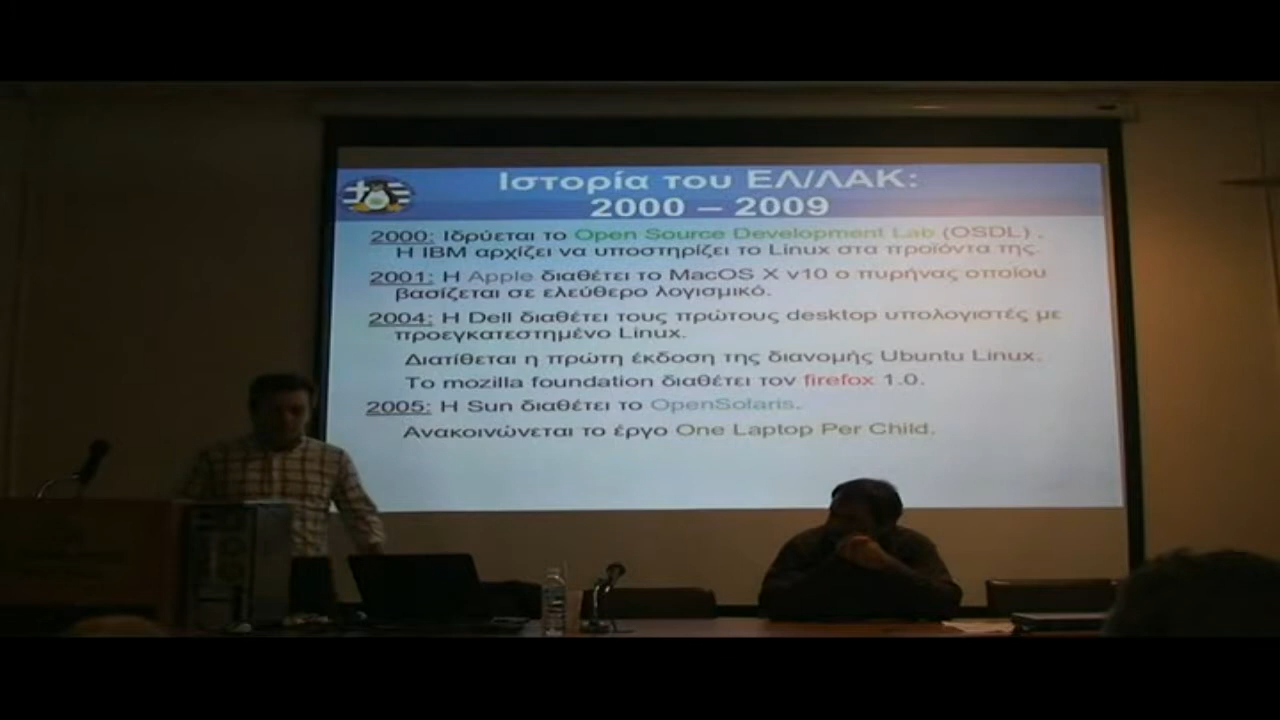 Ιστορία του ΕΛ/ΛΑΚ:
2000 – 2009
2000: Ιδρύεται το Open Source Development Lab (OSDL) .
Η IBM αρχίζει να υποστηρίζει το Linux στα προϊόντα της.
2001: Η Apple διαθέτει το MacOS X v10 ο πυρήνας οποίου
βασίζεται σε ελεύθερο λογισμικό.
2004: Η Dell διαθέτει τους πρώτους desktop υπολογιστές με
προεγκατεστημένο Linux.
Διατίθεται η πρώτη έκδοση της διανομής Ubuntu Linux.
Το mozilla foundation διαθέτει τον firefox 1.0.
2005: Η Sun διαθέτει το OpenSolaris.
Ανακοινώνεται το έργο One Laptop Per Child.